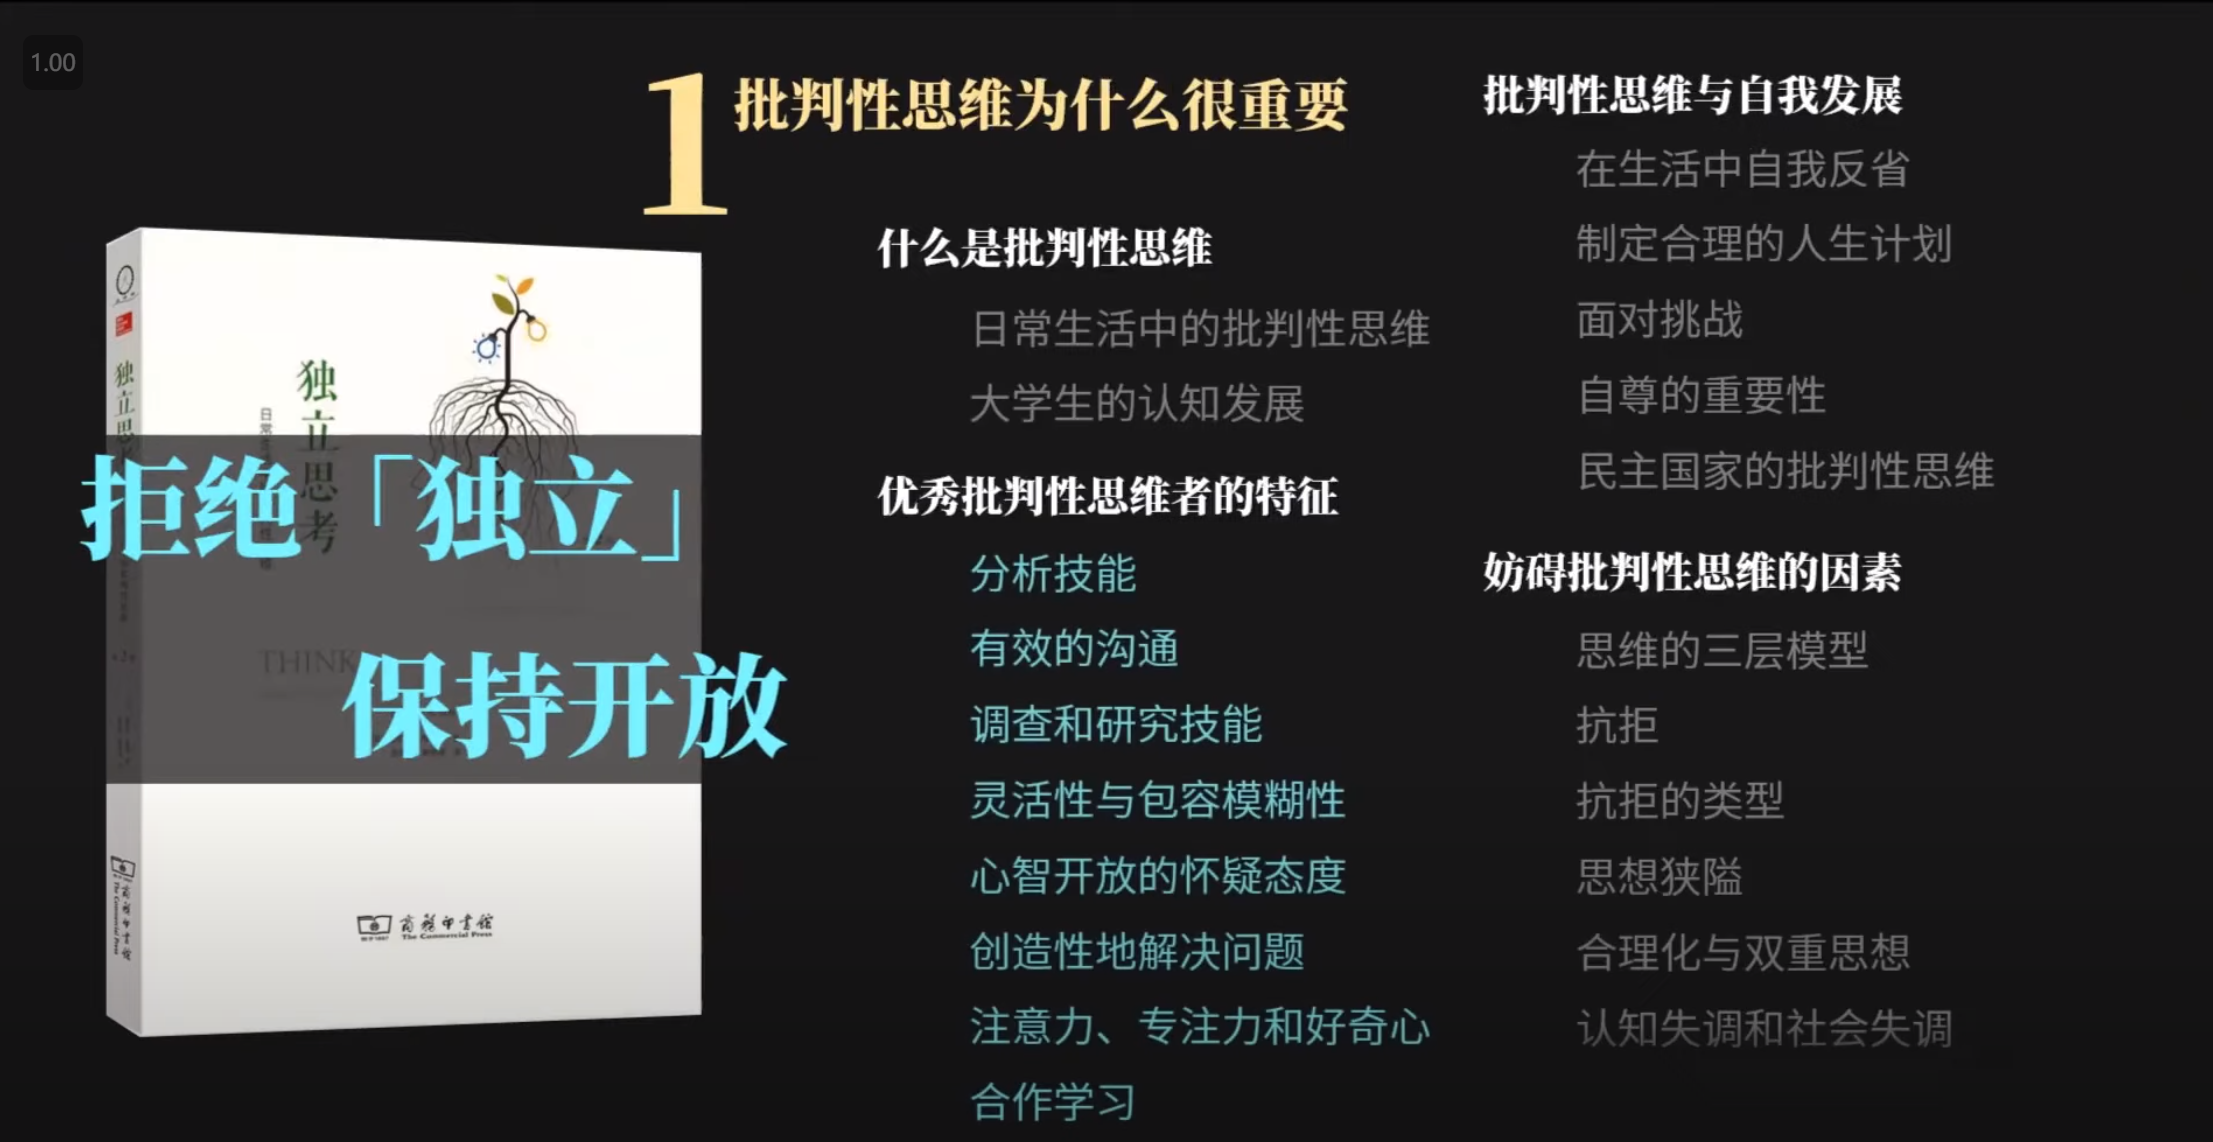 1.00
1
批判性思维为什么很重要
什么是批判性思维
日常生活中的批判性思维
大学生的认知发展
优秀批判性思维者的特征
分析技能
有效的沟通
调查和研究技能
灵活性与包容模糊性
心智开放的怀疑态度
创造性地解决问题
注意力、专注力和好奇心
合作学习
批判性思维与自我发展
在生活中自我反省
制定合理的人生计划
面对挑战
自尊的重要性
民主国家的批判性思维
妨碍批判性思维的因素
思维的三层模型
抗拒
抗拒的类型
思想狭隘
合理化与双重思想
认知失调和社会失调
独立思考
日常
拒绝「独立」
保持开放
THINK
商务印书馆
The Commercial Press
独立思
商务印书馆
The Commercial Press